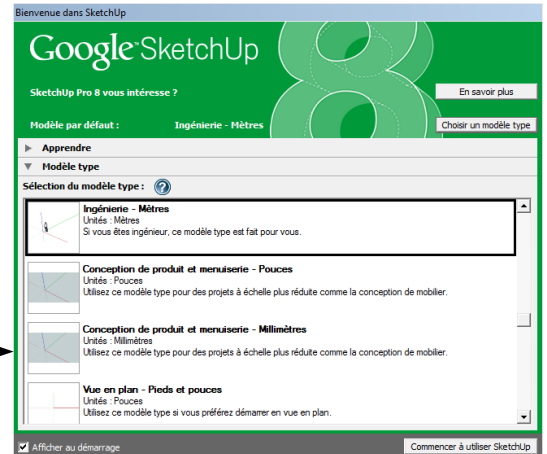 Bienvenue dans SketchUp
Google SketchUp 8
SketchUp Pro 8 vous intéresse ?
En savoir plus
Modèle par défaut : Ingénierie - Mètres
Choisir un modèle type
Apprendre
Modèle type
Sélection du modèle type : ?
Ingénierie - Mètres
Unités : Mètres
Si vous êtes ingénieur, ce modèle type est fait pour vous.
Conception de produit et menuiserie - Pouces
Unités : Pouces
Utilisez ce modèle type pour des projets à échelle plus réduite comme la conception de mobilier.
Conception de produit et menuiserie - Millimètres
Unités : Millimètres
Utilisez ce modèle type pour des projets à échelle plus réduite comme la conception de mobilier.
Vue en plan - Pieds et pouces
Unités : Pouces
Utilisez ce modèle type si vous préférez démarrer en vue en plan.
Afficher au démarrage
Commencer à utiliser SketchUp